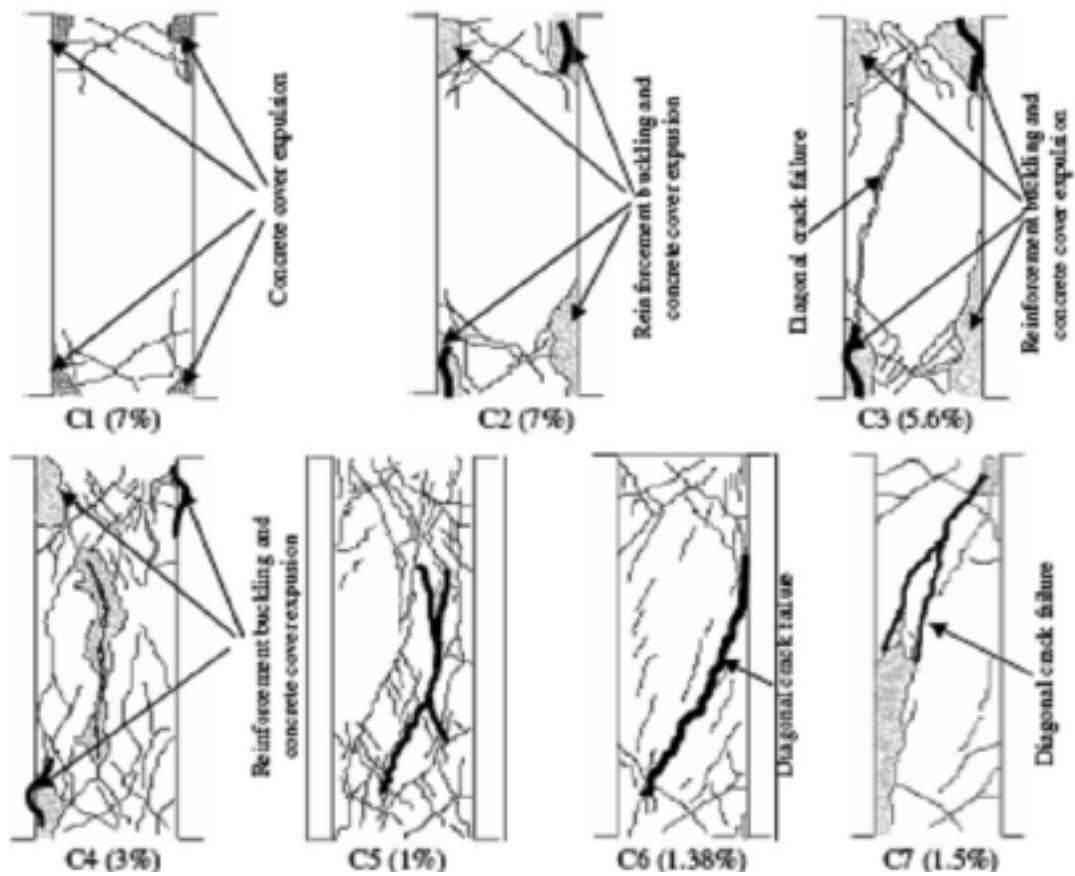 Concrete cover expulsion
Reinforcement buckling and
concrete cover expusion
Diagonal crack failure
Reinforcement buckling and
concrete cover expulsion
C1 (7%)
C2 (7%)
C3 (5.6%)
Reinforcement buckling and
concrete cover expusion
Diagonal crack failure
Diagonal crack failure
C4 (3%)
C5 (1%)
C6 (1.38%)
C7 (1.5%)